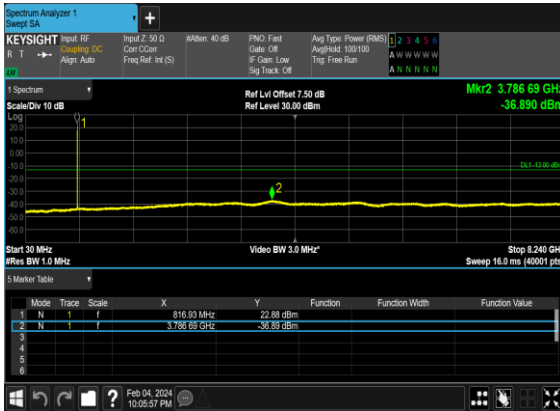 Spectrum Analyzer 1
Swept SA
+
KEYSIGHT Input: RF Input Z: 50 Ω #Atten: 40 dB PNO: Fast Avg Type: Power (RMS) 1 2 3 4 5 6
R T Coupling: DC Corr CCorr Gate: Off Avg|Hold: 100/100 A W W W W W
Align: Auto Freq Ref: Int (S) IF Gain: Low Trig: Free Run
Sig Track: Off A N N N N N
1 Spectrum Ref Lvl Offset 7.50 dB Mkr2 3.786 69 GHz
Scale/Div 10 dB Ref Level 30.00 dBm -36.890 dBm
Log
1
20.0
10.0
0.00
-10.0
DL1 -13.00 dBm
-20.0
-30.0
2
-40.0
-50.0
-60.0
Start 30 MHz Video BW 3.0 MHz* Stop 8.240 GHz
#Res BW 1.0 MHz Sweep 16.0 ms (40001 pts)
5 Marker Table
Mode Trace Scale X Y Function Function Width Function Value
1 N 1 f 816.93 MHz 22.88 dBm
2 N 1 f 3.786 69 GHz -36.89 dBm
3
4
5
6
? Feb 04, 2024
10:05:57 PM